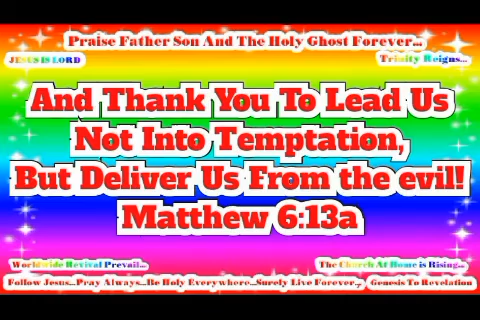 Praise Father Son And The Holy Ghost Forever...
JESUS IS LORD
Trinity Reigns...
And Thank You To Lead Us
Not Into Temptation,
But Deliver Us From the evil!
Matthew 6:13a
Worldwide Revival Prevail...
The Church At Home is Rising...
Follow Jesus...Pray Always...Be Holy Everywhere...Surely Live Forever...
Genesis To Revelation